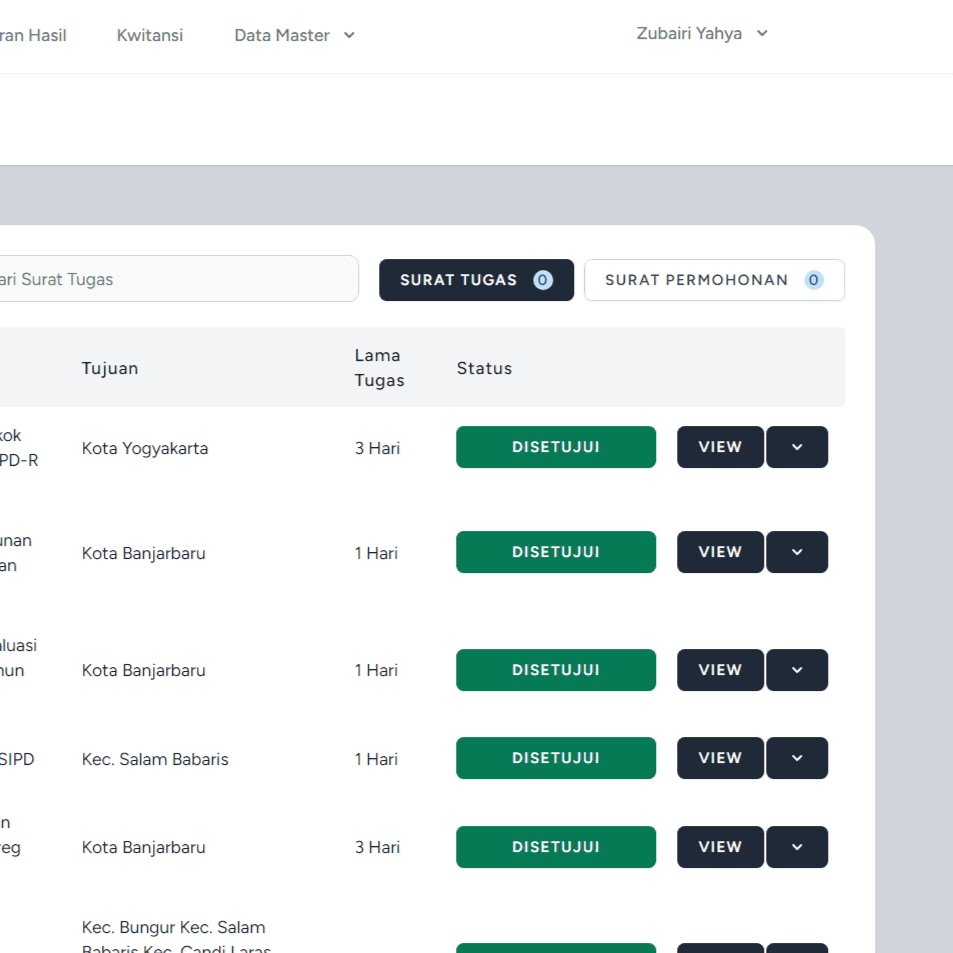 ran Hasil Kwitansi Data Master Zubairi Yahya
ari Surat Tugas SURAT TUGAS 0 SURAT PERMOHONAN 0
Tujuan Lama Tugas Status
kok
PD-R Kota Yogyakarta 3 Hari DISETUJUI VIEW
unan
an Kota Banjarbaru 1 Hari DISETUJUI VIEW
aluasi
hun Kota Banjarbaru 1 Hari DISETUJUI VIEW
SIPD Kec. Salam Babaris 1 Hari DISETUJUI VIEW
n
reg Kota Banjarbaru 3 Hari DISETUJUI VIEW
Kec. Bungur Kec. Salam
Babaris Kec. Candi Laras